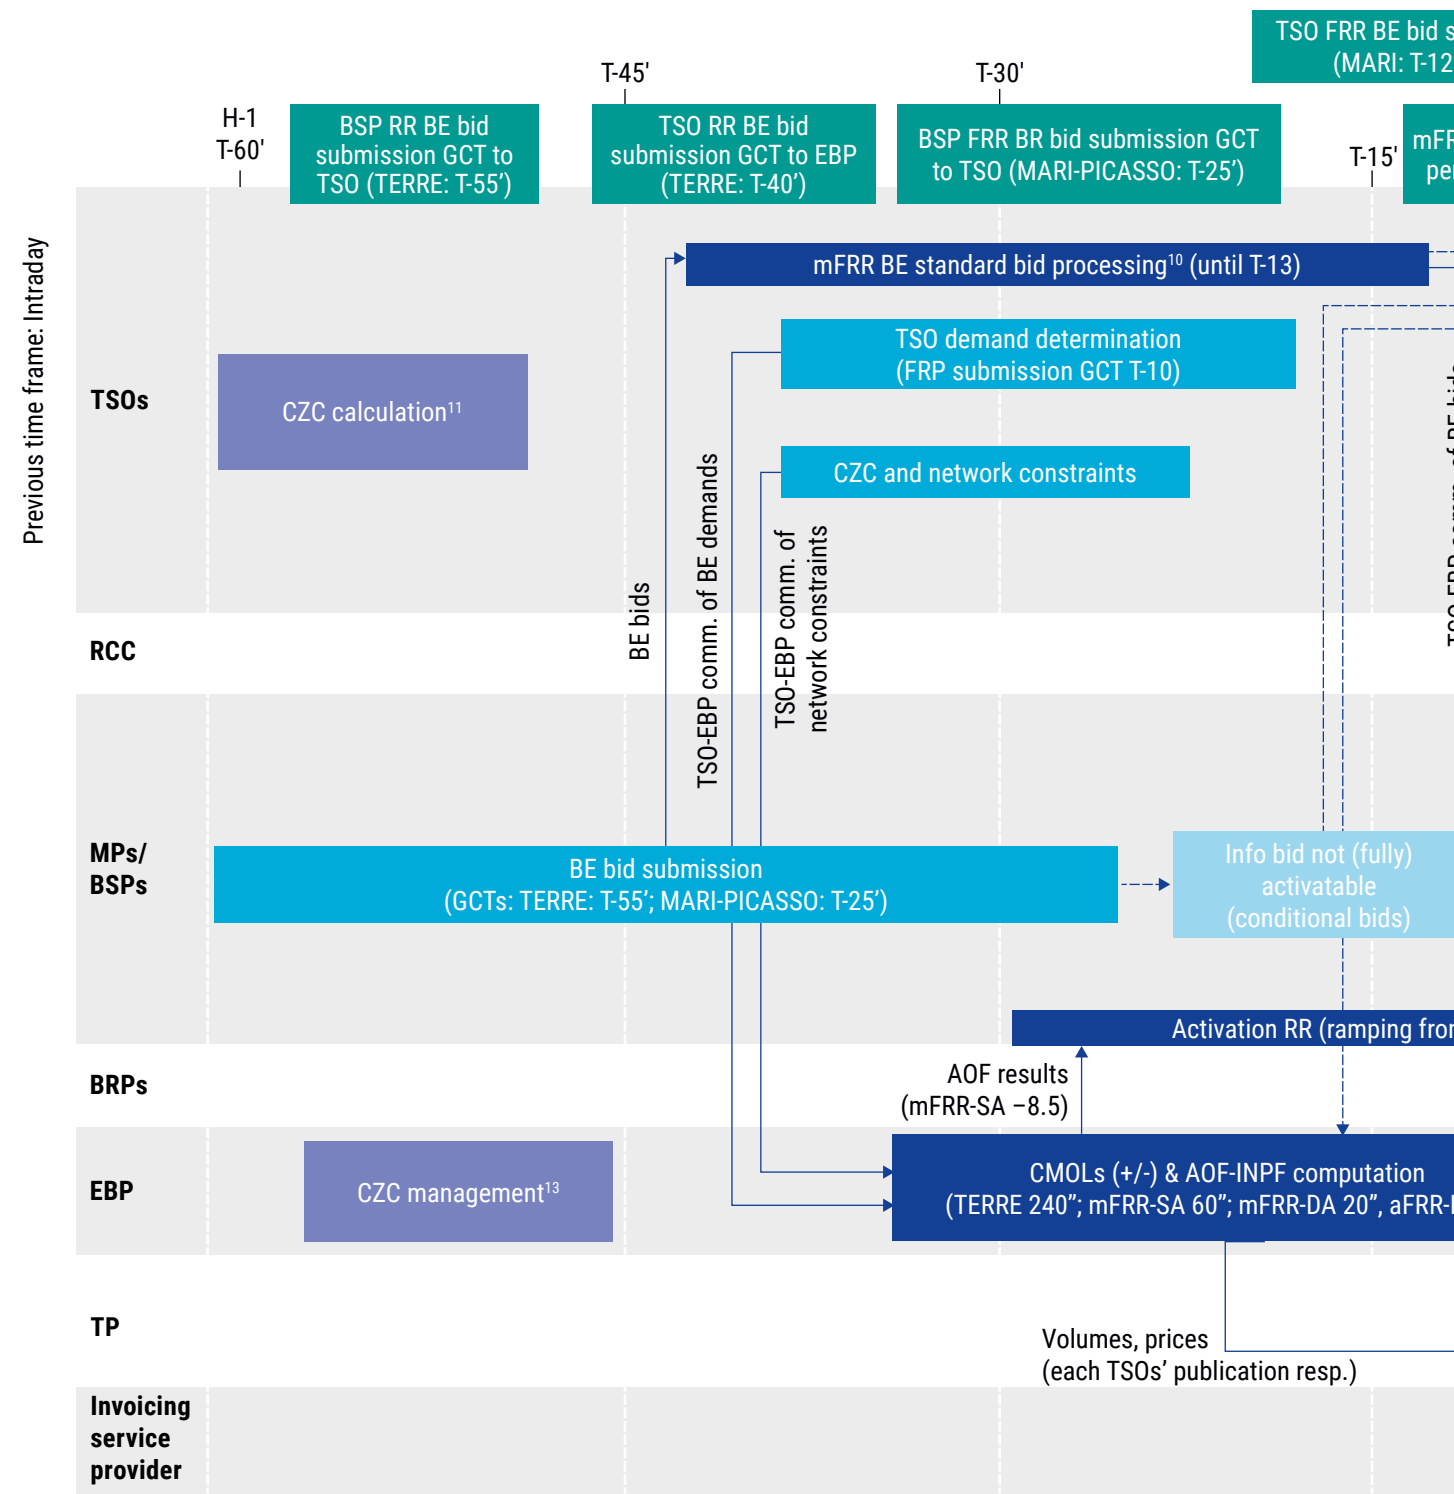 TSO FRR BE bid
(MARI: T-12
T-45'
T-30'
H-1
T-60'
BSP RR BE bid
submission GCT to
TSO (TERRE: T-55’)
TSO RR BE bid
submission GCT to EBP
(TERRE: T-40’)
BSP FRR BR bid submission GCT
to TSO (MARI-PICASSO: T-25’)
T-15'
Previous time frame: Intraday
TSOs
mFRR BE standard bid processing¹⁰ (until T-13)
TSO demand determination
(FRP submission GCT T-10)
CZC calculation¹¹
CZC and network constraints
BE bids
TSO-EBP comm. of BE demands
TSO-EBP comm. of
network constraints
RCC
MPs/
BSPs
BE bid submission
(GCTs: TERRE: T-55’; MARI-PICASSO: T-25’)
Info bid not (fully)
activatable
(conditional bids)
Activation RR (ramping
BRPs
AOF results
(mFRR-SA –8.5)
EBP
CZC management¹³
CMOLs (+/-) & AOF-INPF computation
(TERRE 240”; mFRR-SA 60”; mFRR-DA 20”,
TP
Volumes, prices
(each TSOs’ publication resp.)
Invoicing
service
provider